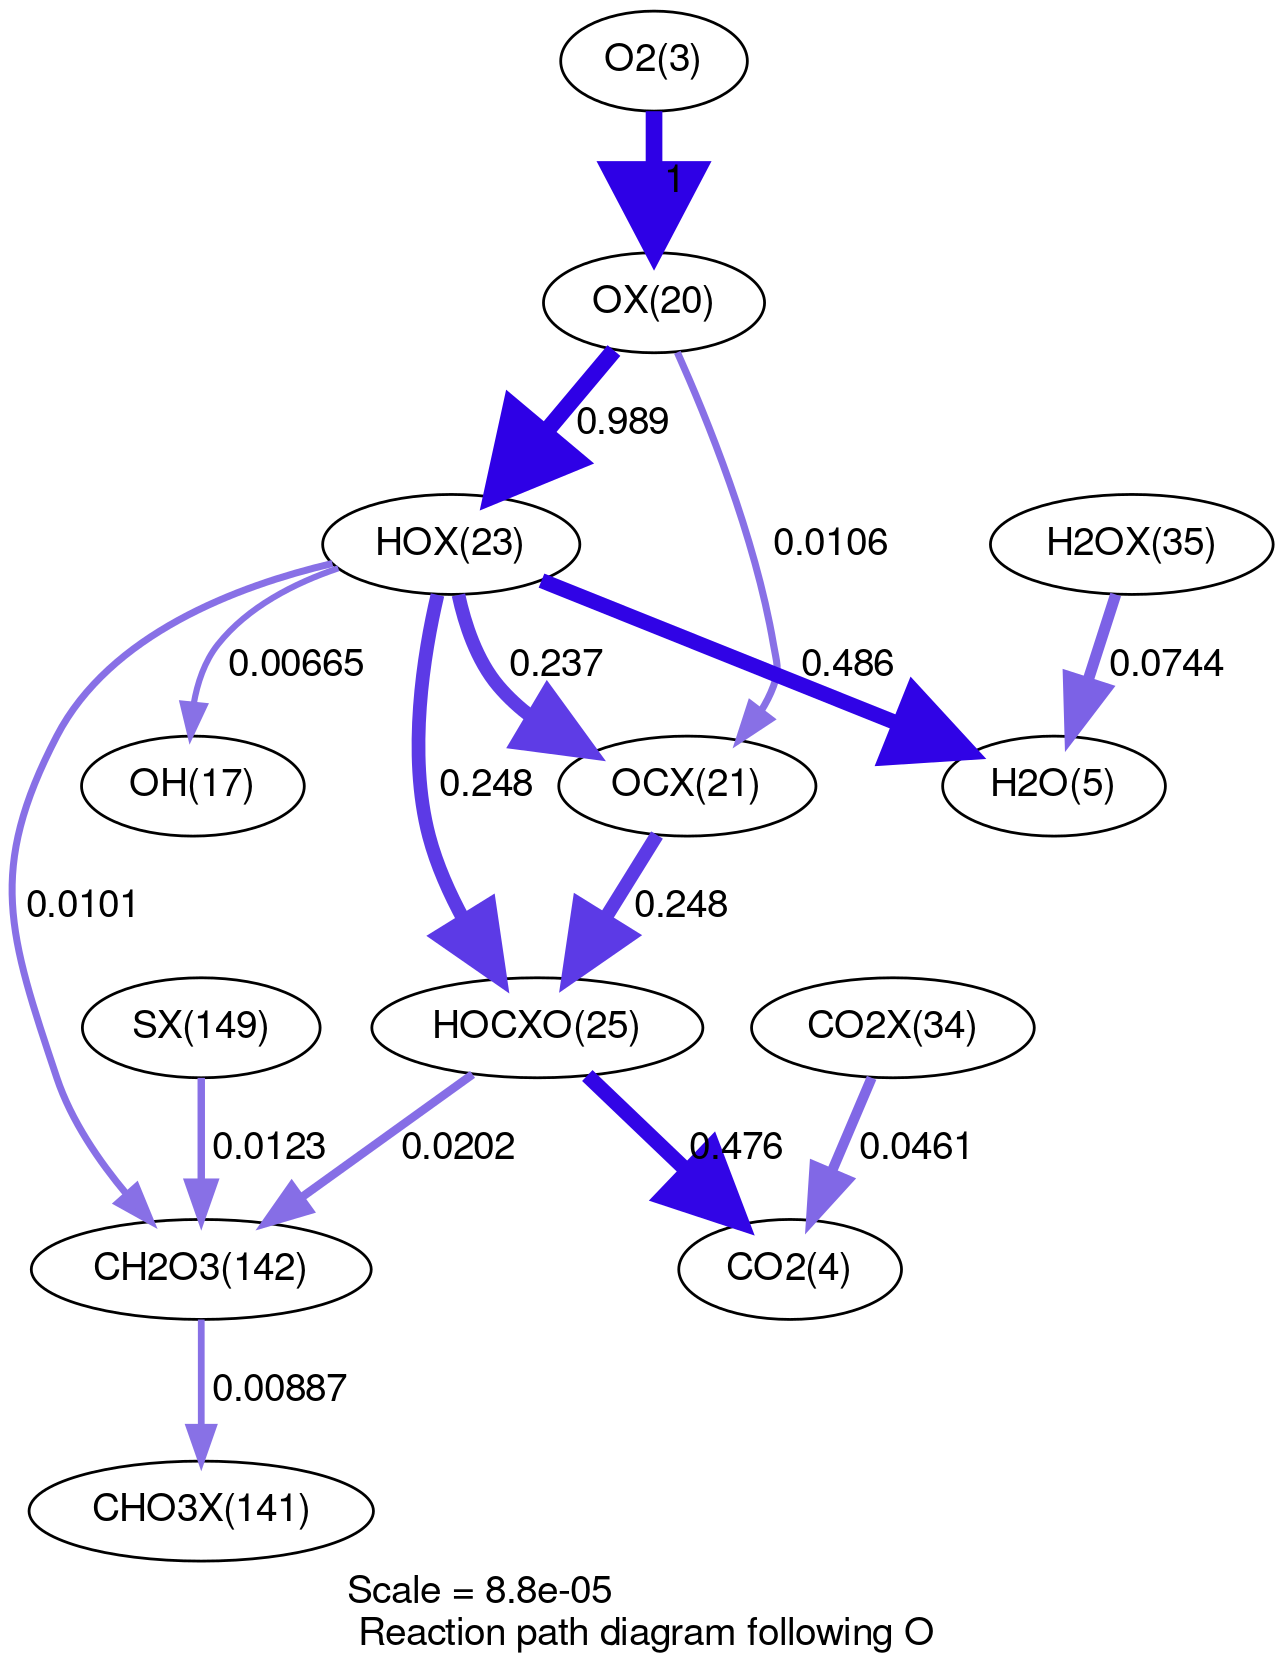 O2(3)
1
OX(20)
0.989
0.0106
HOX(23)
H2OX(35)
0.00665
0.237
0.486
0.0744
OH(17)
0.248
OCX(21)
H2O(5)
0.0101
0.248
SX(149)
HOCXO(25)
CO2X(34)
0.0123
0.0202
0.476
0.0461
CH2O3(142)
CO2(4)
0.00887
CHO3X(141)
Scale = 8.8e-05
Reaction path diagram following O